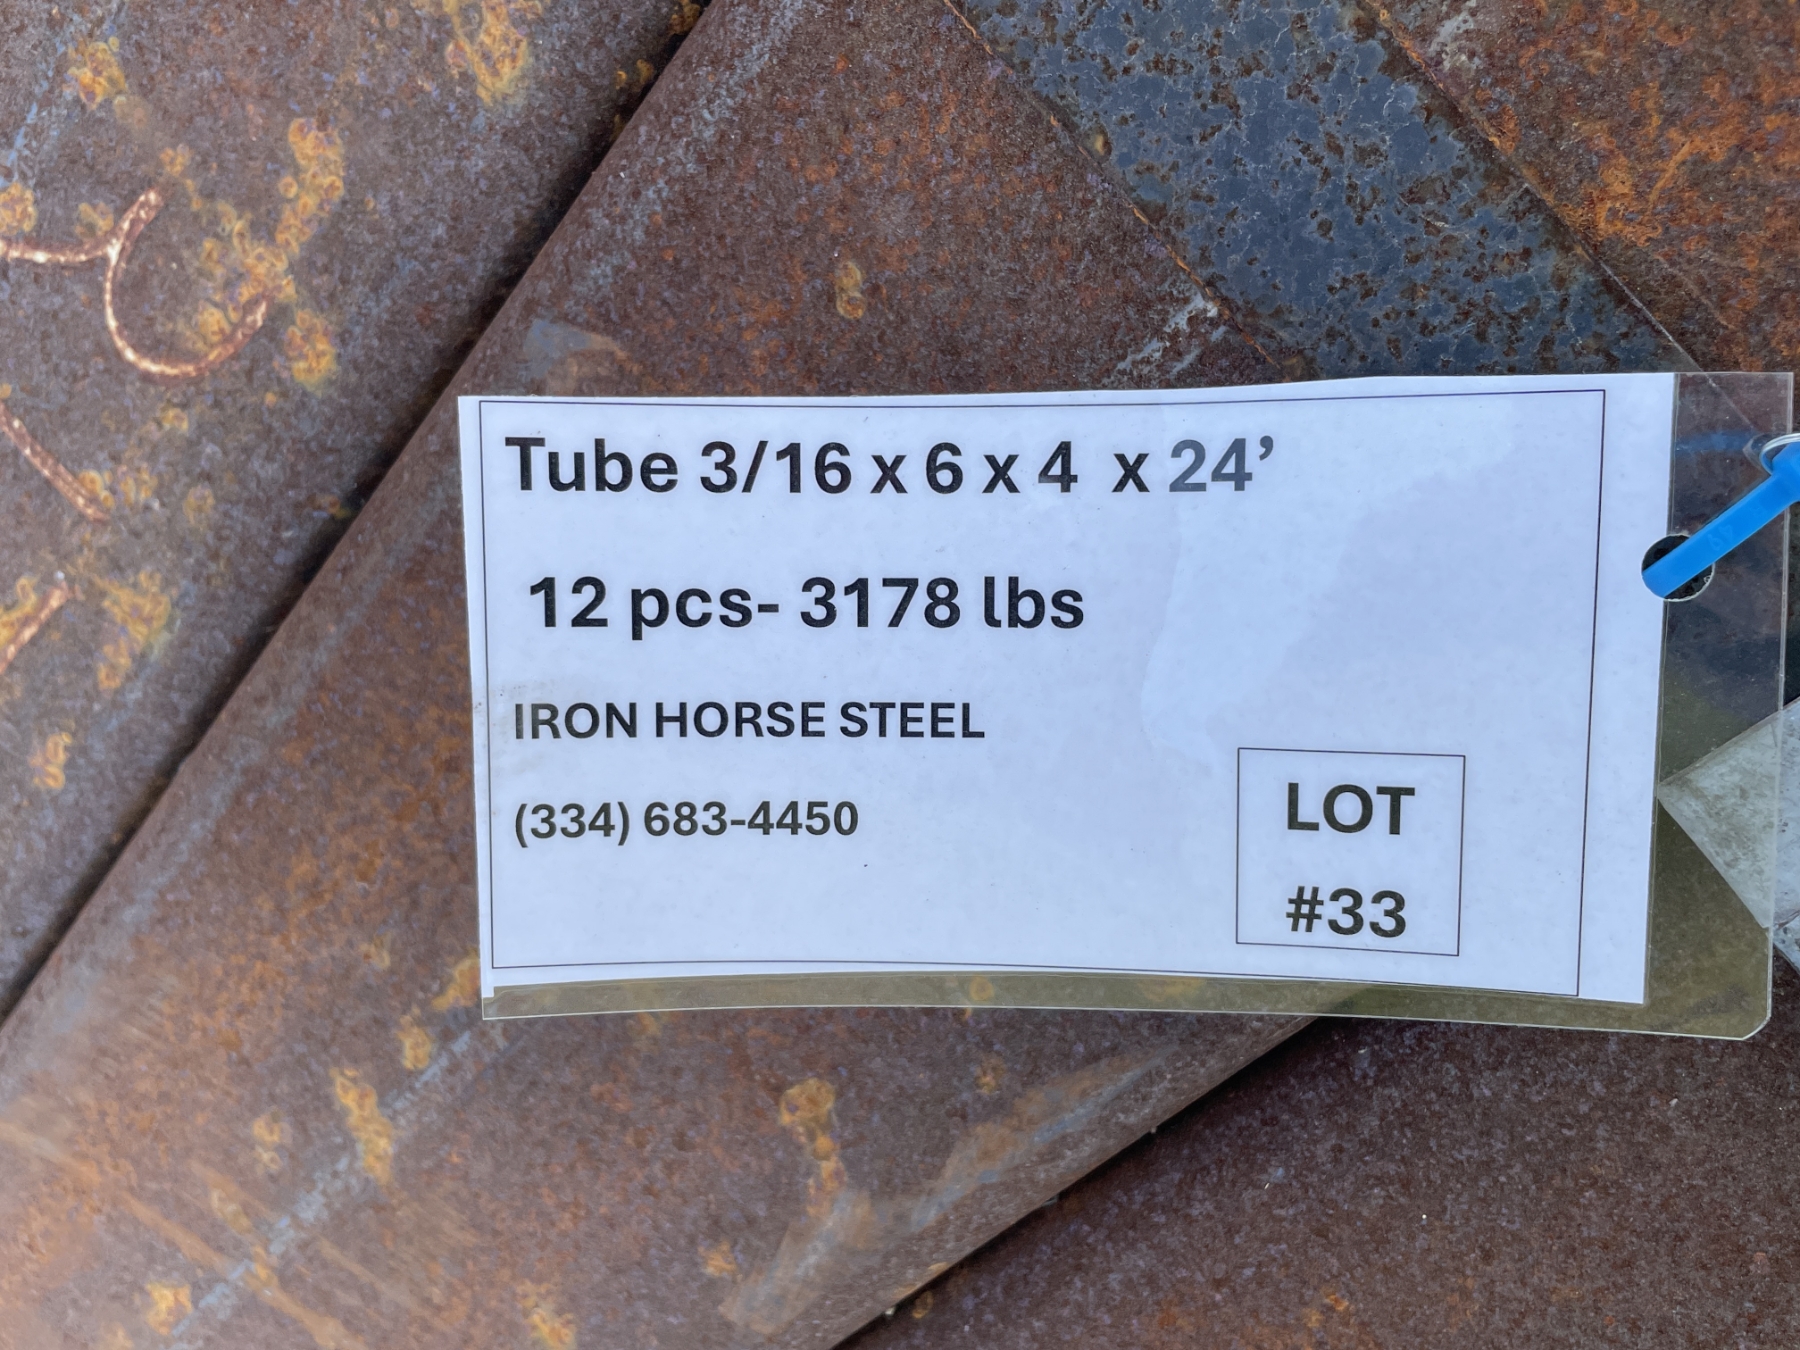 Tube 3/16 x 6 x 4 x 24’
12 pcs- 3178 lbs
IRON HORSE STEEL
(334) 683-4450
LOT
#33